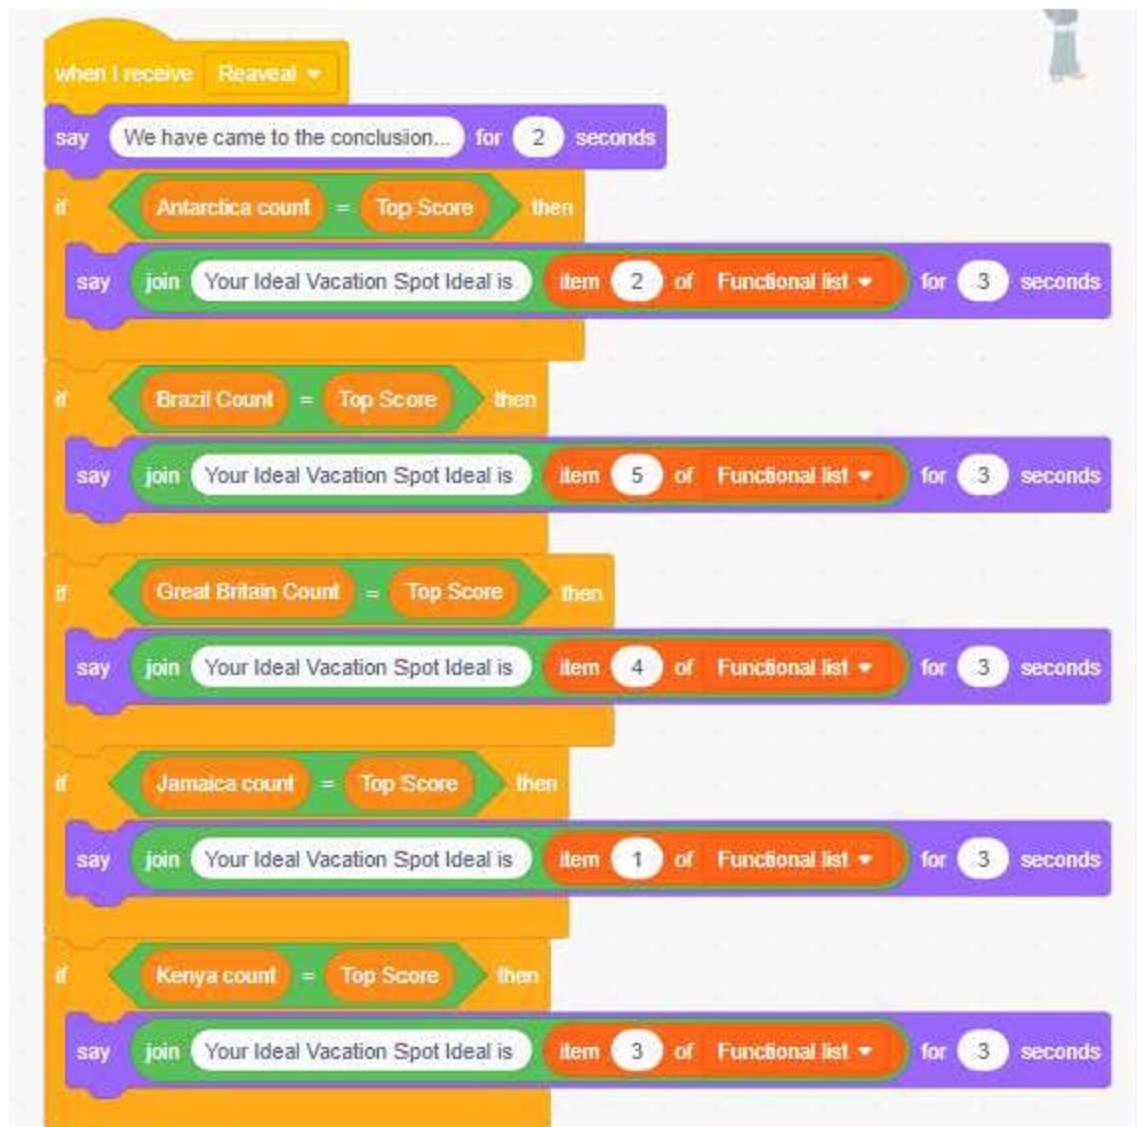 when I receive Reaveal
say We have came to the conclusion... for 2 seconds
if Antarctica count = Top Score then
say join Your Ideal Vacation Spot Ideal is item 2 of Functional list for 3 seconds
if Brazil Count = Top Score then
say join Your Ideal Vacation Spot Ideal is item 5 of Functional list for 3 seconds
if Great Britain Count = Top Score then
say join Your Ideal Vacation Spot Ideal is item 4 of Functional list for 3 seconds
if Jamaica count = Top Score then
say join Your Ideal Vacation Spot Ideal is item 1 of Functional list for 3 seconds
if Kenya count = Top Score then
say join Your Ideal Vacation Spot Ideal is item 3 of Functional list for 3 seconds